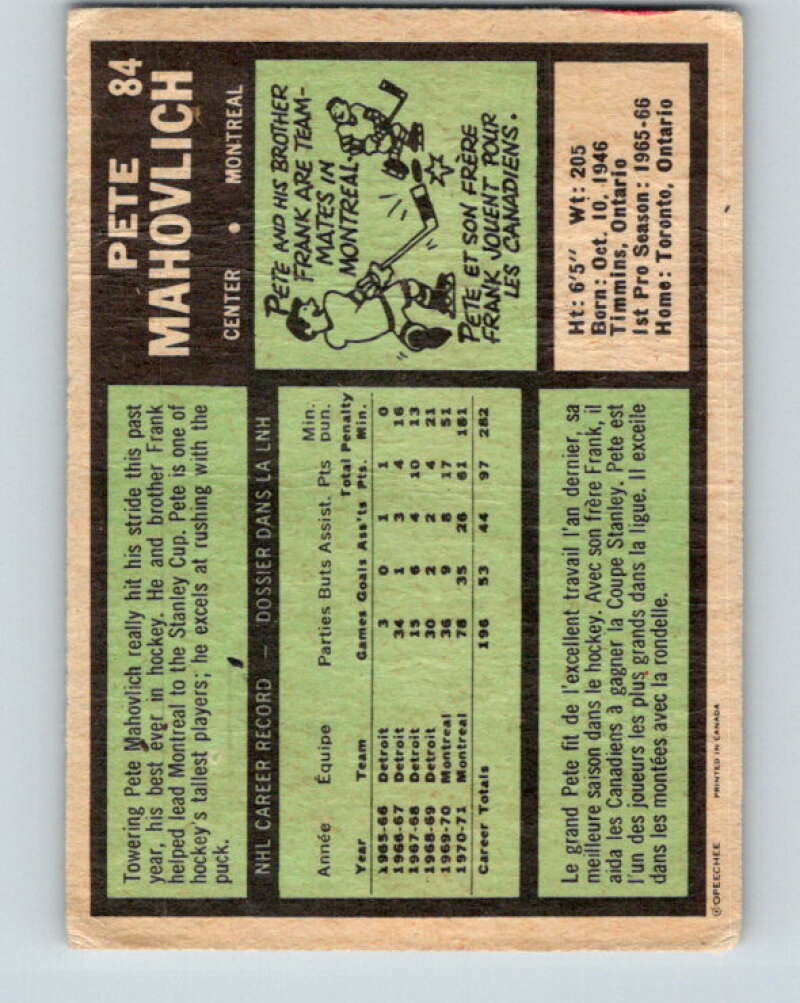 PETE 84
MAHOVLICH
CENTER • MONTREAL
Towering Pete Mahovlich really hit his stride this past
year, his best ever in hockey. He and brother Frank
helped lead Montreal to the Stanley Cup. Pete is one of
hockey's tallest players; he excels at rushing with the
puck.
PETE AND HIS BROTHER
FRANK ARE TEAM-
MATES IN
MONTREAL.
PETE ET SON FRÈRE
FRANK JOUENT POUR
LES CANADIENS.
NHL CAREER RECORD — DOSSIER DANS LA LNH
Année Équipe Parties Buts Assist. Pts Min. pun.
Year Team Games Goals Ass'ts Total Pts. Penalty Min.
1965-66 Detroit 3 0 1 1 0
1966-67 Detroit 34 1 3 4 16
1967-68 Detroit 15 6 4 10 13
1968-69 Detroit 30 2 2 4 21
1969-70 Montreal 36 9 8 17 51
1970-71 Montreal 78 35 26 61 181
Career Totals 196 53 44 97 282
Ht: 6'5" Wt: 205
Born: Oct. 10, 1946
Timmins, Ontario
1st Pro Season: 1965-66
Home: Toronto, Ontario
Le grand Pete fit de l'excellent travail l'an dernier, sa
meilleure saison dans le hockey. Avec son frère Frank, il
aida les Canadiens à gagner la Coupe Stanley. Pete est
l'un des joueurs les plus grands dans la ligue. Il excelle
dans les montées avec la rondelle.
© OPEECHEE PRINTED IN CANADA